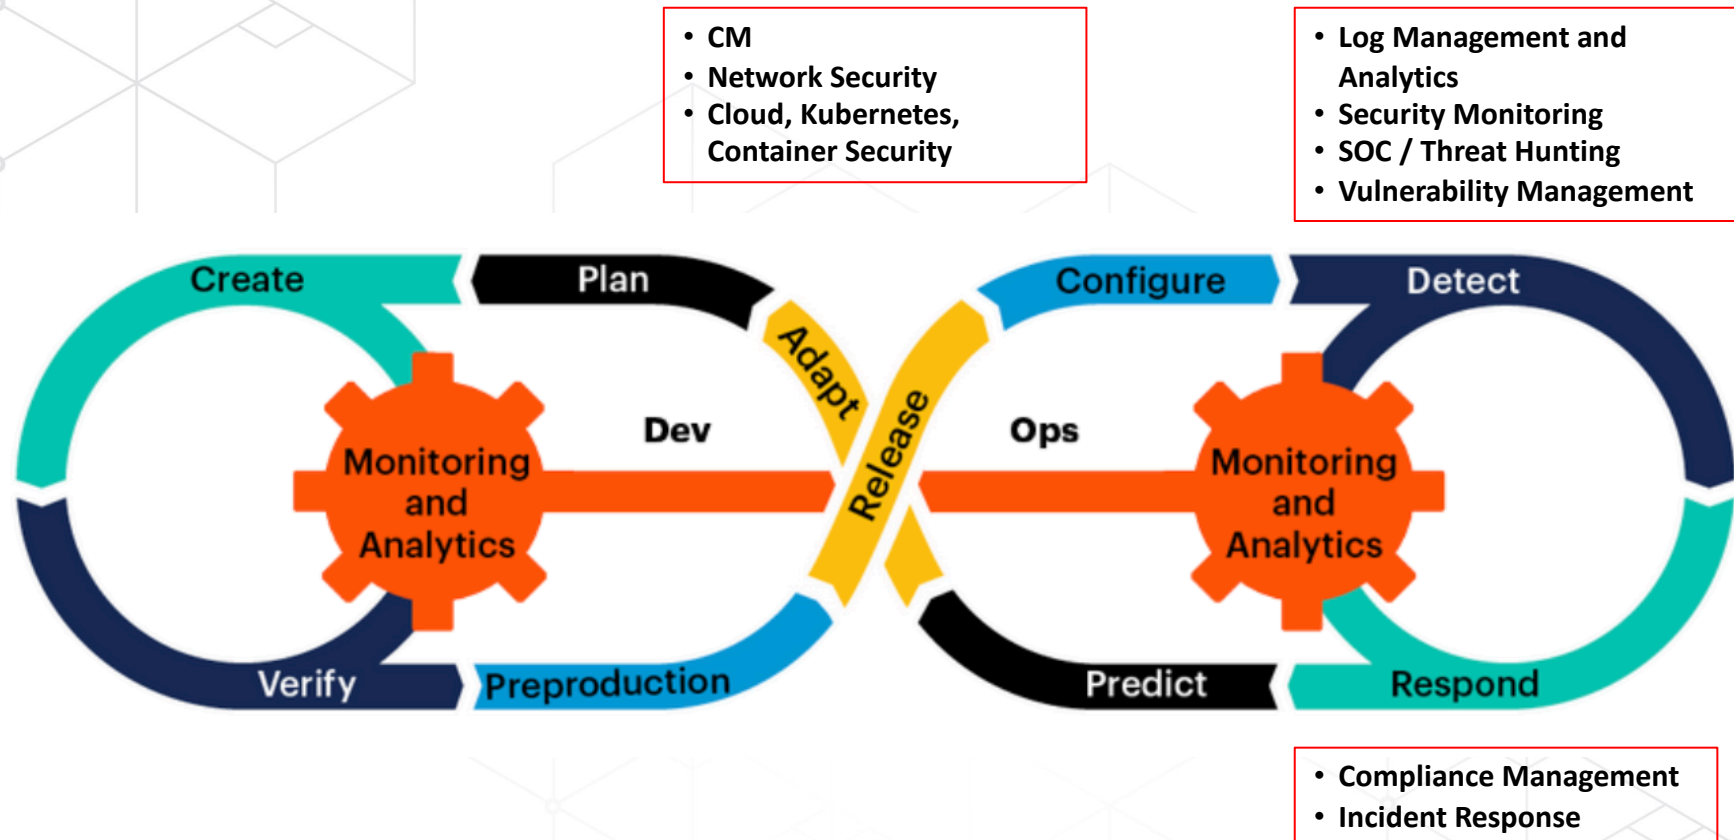 • CM
• Network Security
• Cloud, Kubernetes,
Container Security
• Log Management and
Analytics
• Security Monitoring
• SOC / Threat Hunting
• Vulnerability Management
Create
Plan
Adapt
Release
Configure
Detect
Dev
Ops
Monitoring
and
Analytics
Monitoring
and
Analytics
Verify
Preproduction
Predict
Respond
• Compliance Management
• Incident Response